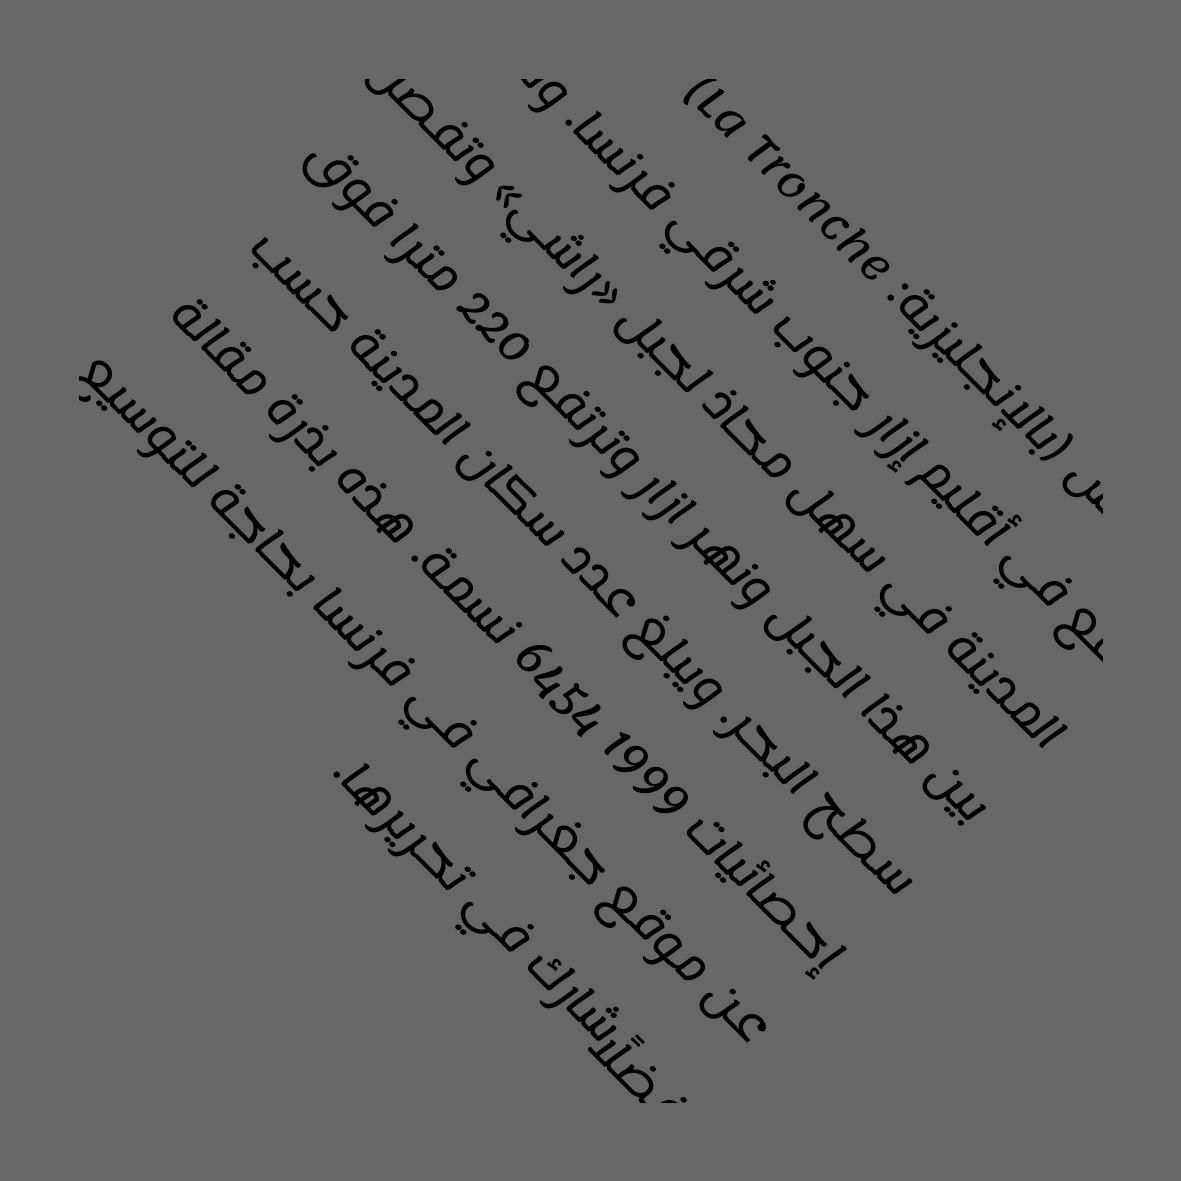 (بالإنجليزية: La Tronche)
في أقليم إزار جنوب شرقي فرنسا.
المدينة في سهل محاذ لجبل «راشي» وتفصل
بين هذا الجبل ونهر ازار وترتفع 220 مترا فوق
سطح البحر. ويبلغ عدد سكان المدينة حسب
إحصائيات 1999 6454 نسمة. هذه بذرة مقالة
عن موقع جغرافي في فرنسا بحاجة للتوسيع
فضلًا شارك في تحريرها.